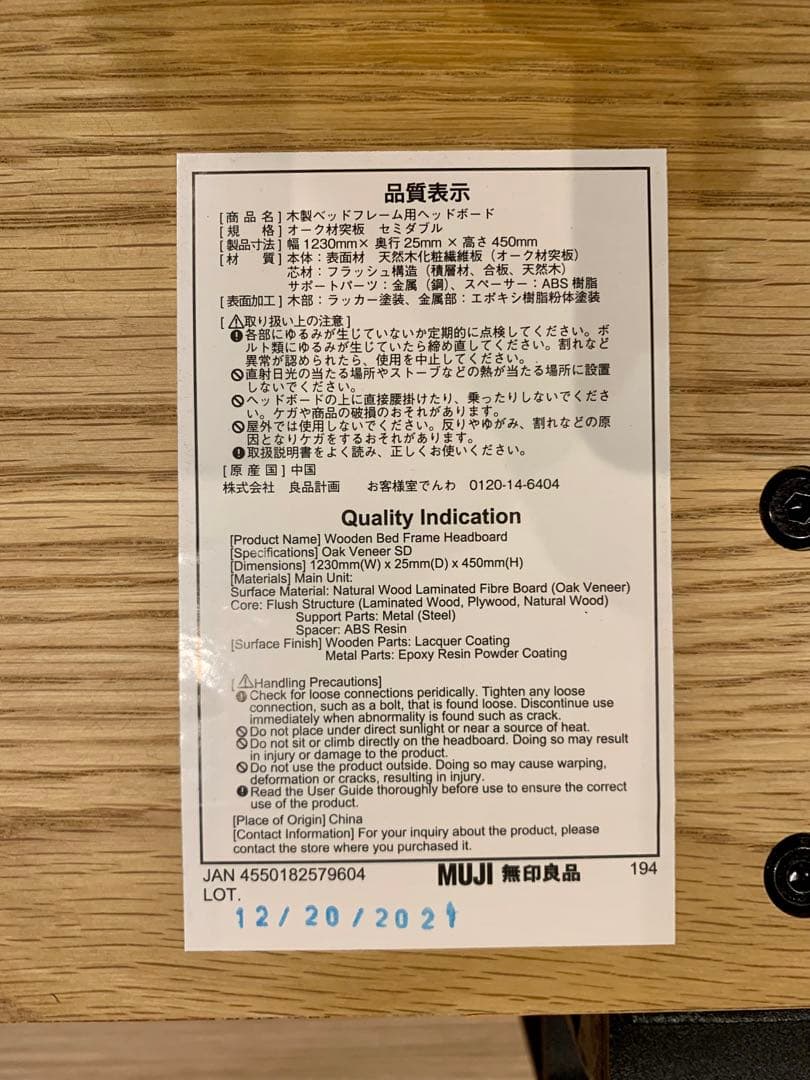 品質表示
[商品名] 木製ベッドフレーム用ヘッドボード
[規　格] オーク材突板　セミダブル
[製品寸法] 幅1230mm× 奥行25mm × 高さ450mm
[材　質] 本体：表面材　天然木化粧繊維板（オーク材突板）
芯材：フラッシュ構造（積層材、合板、天然木）
サポートパーツ：金属（鋼）、スペーサー：ABS樹脂
[表面加工] 木部：ラッカー塗装、金属部：エポキシ樹脂粉体塗装
[⚠取り扱い上の注意]
各部にゆるみが生じていないか定期的に点検してください。ボ
ルト類にゆるみが生じていたら締め直してください。割れなど
異常が認められたら、使用を中止してください。
直射日光の当たる場所やストーブなどの熱が当たる場所に設置
しないでください。
ヘッドボードの上に直接腰掛けたり、乗ったりしないでくださ
い。ケガや商品の破損のおそれがあります。
屋外では使用しないでください。反りやゆがみ、割れなどの原
因となりケガをするおそれがあります。
取扱説明書をよく読み、正しくお使いください。
[原産国] 中国
株式会社　良品計画　　お客様室でんわ　0120-14-6404
Quality Indication
[Product Name] Wooden Bed Frame Headboard
[Specifications] Oak Veneer SD
[Dimensions] 1230mm(W) x 25mm(D) x 450mm(H)
[Materials] Main Unit:
Surface Material: Natural Wood Laminated Fibre Board (Oak Veneer)
Core: Flush Structure (Laminated Wood, Plywood, Natural Wood)
Support Parts: Metal (Steel)
Spacer: ABS Resin
[Surface Finish] Wooden Parts: Lacquer Coating
Metal Parts: Epoxy Resin Powder Coating
[⚠Handling Precautions]
Check for loose connections peridically. Tighten any loose
connection, such as a bolt, that is found loose. Discontinue use
immediately when abnormality is found such as crack.
Do not place under direct sunlight or near a source of heat.
Do not sit or climb directly on the headboard. Doing so may result
in injury or damage to the product.
Do not use the product outside. Doing so may cause warping,
deformation or cracks, resulting in injury.
Read the User Guide thoroughly before use to ensure the correct
use of the product.
[Place of Origin] China
[Contact Information] For your inquiry about the product, please
contact the store where you purchased it.
JAN 4550182579604 MUJI 無印良品 194
LOT.
12/20/2021